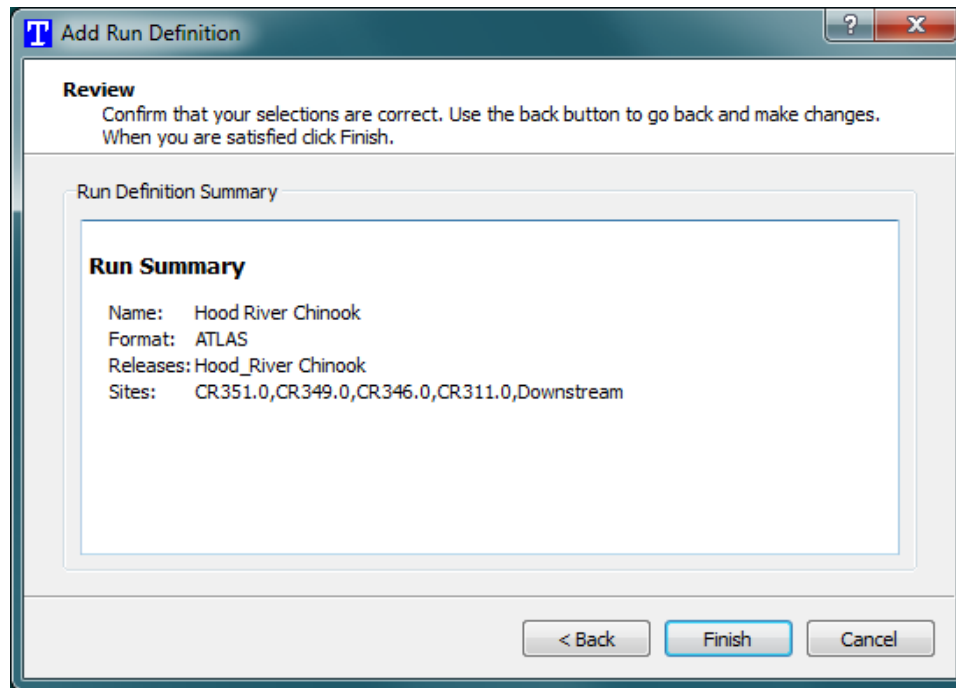 T Add Run Definition
? X
Review
Confirm that your selections are correct. Use the back button to go back and make changes.
When you are satisfied click Finish.
Run Definition Summary
Run Summary
Name: Hood River Chinook
Format: ATLAS
Releases: Hood_River Chinook
Sites: CR351.0,CR349.0,CR346.0,CR311.0,Downstream
< Back Finish Cancel